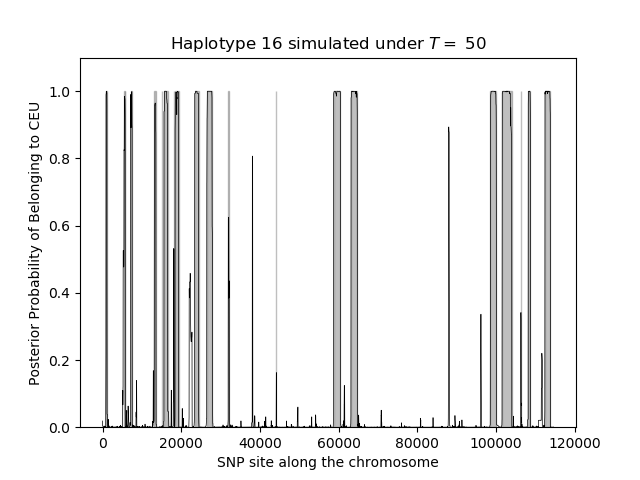 Haplotype 16 simulated under T = 50
Posterior Probability of Belonging to CEU
1.0
0.8
0.6
0.4
0.2
0.0
0 20000 40000 60000 80000 100000 120000
SNP site along the chromosome